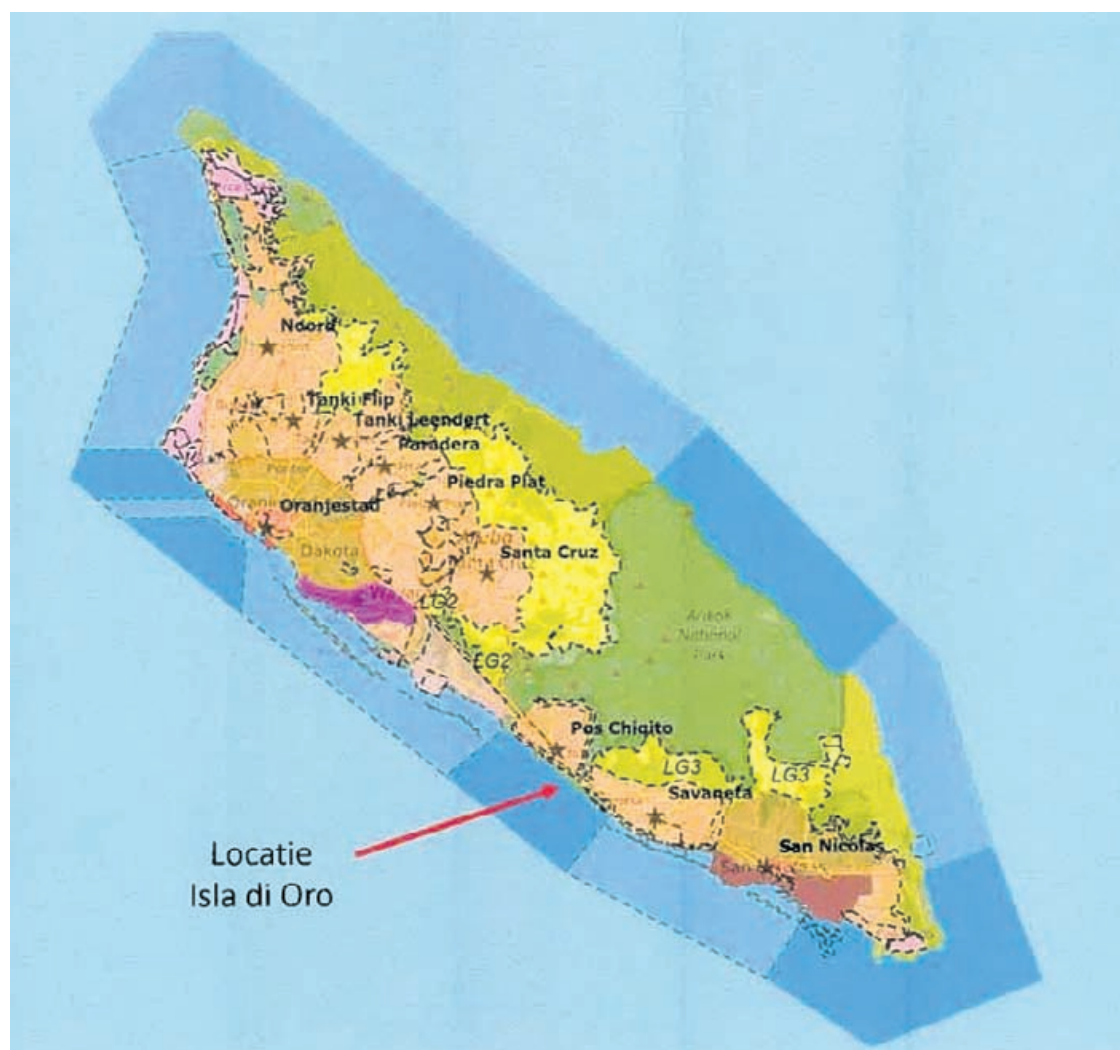 Noord
Tanki Flip
Tanki Leendert
Paradera
Piedra Plat
Oranjestad
Santa Cruz
Dakota
LG2
LG2
Arikok
National
Park
Pos Chiqito
LG3
LG3
Savaneta
San Nicolas
Locatie
Isla di Oro